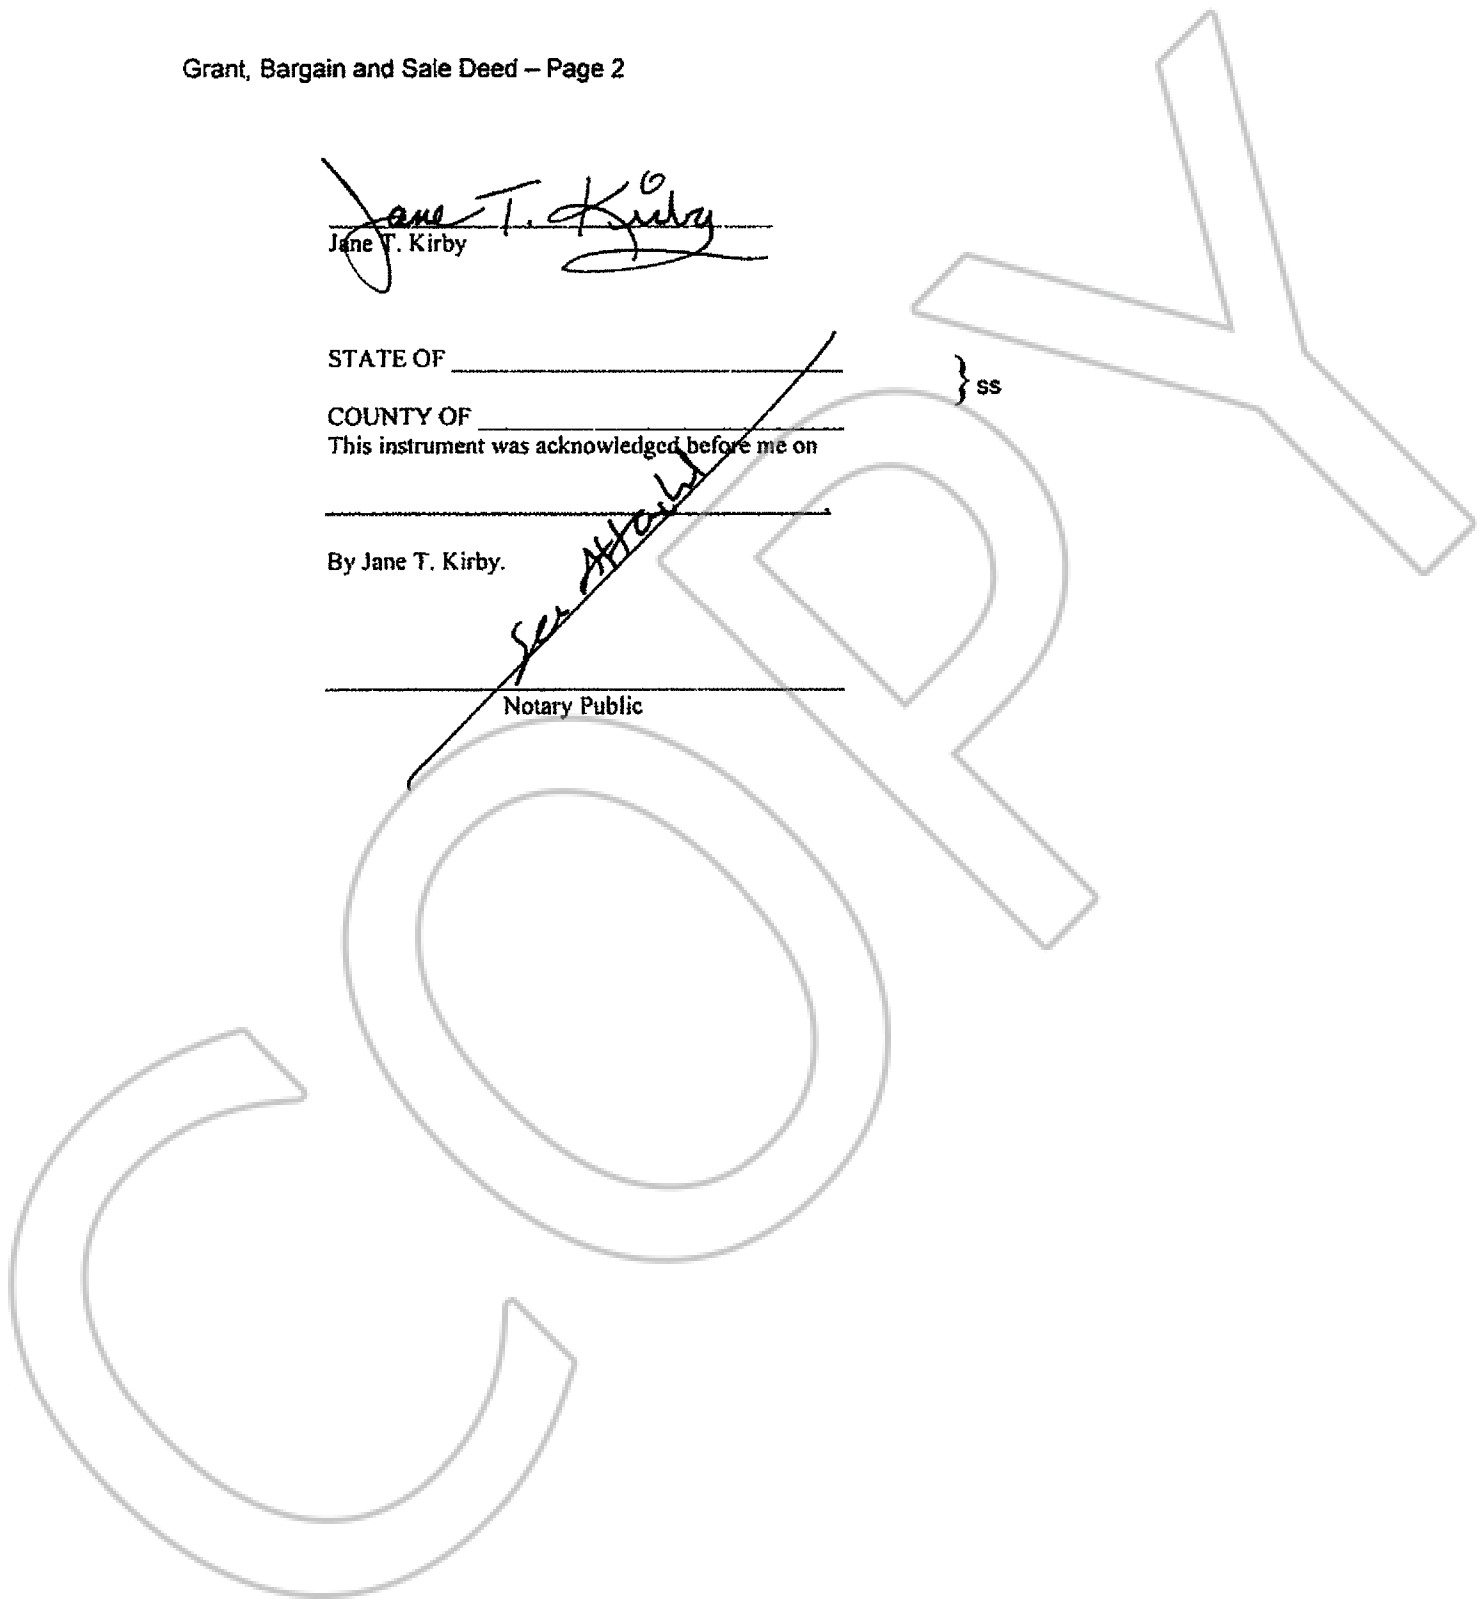 Grant, Bargain and Sale Deed – Page 2
Jane T. Kirby
Jane T. Kirby
STATE OF
} ss
COUNTY OF
This instrument was acknowledged before me on
See Attached
By Jane T. Kirby.
Notary Public
COPY